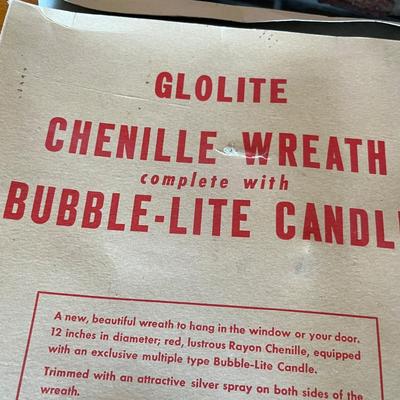 GLOLITE
CHENILLE WREATH
complete with
BUBBLE-LITE CANDL
A new, beautiful wreath to hang in the window or your door.
12 inches in diameter; red, lustrous Rayon Chenille, equipped
with an exclusive multiple type Bubble-Lite Candle.
Trimmed with an attractive silver spray on both sides of the
wreath.